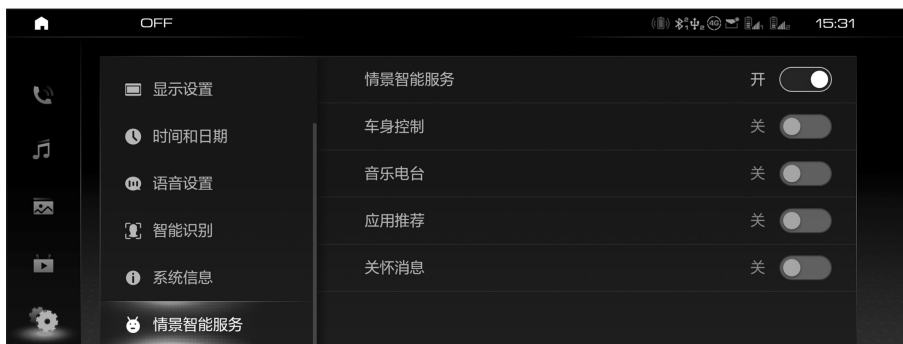 OFF
4G
15:31
显示设置
时间和日期
语音设置
智能识别
系统信息
情景智能服务
情景智能服务 开
车身控制 关
音乐电台 关
应用推荐 关
关怀消息 关